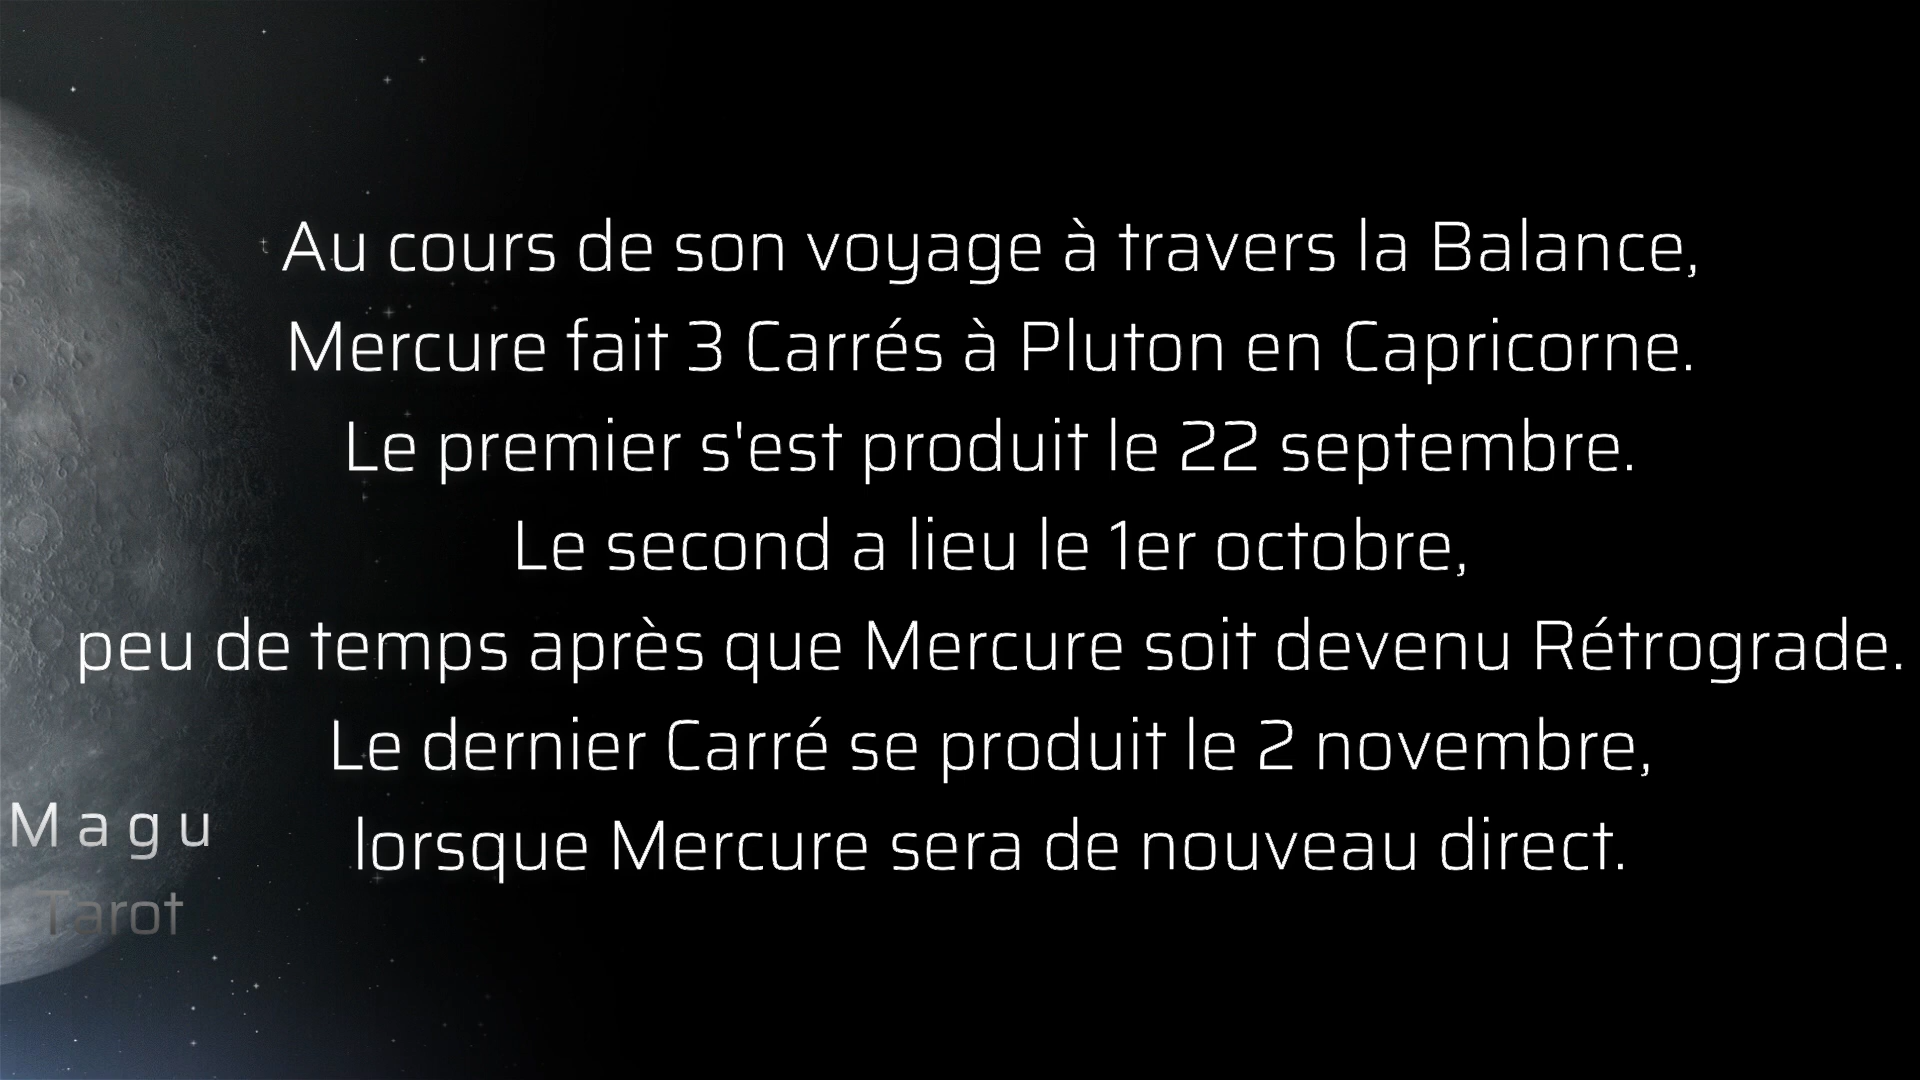 Au cours de son voyage à travers la Balance,
Mercure fait 3 Carrés à Pluton en Capricorne.
Le premier s'est produit le 22 septembre.
Le second a lieu le 1er octobre,
peu de temps après que Mercure soit devenu Rétrograde.
Le dernier Carré se produit le 2 novembre,
lorsque Mercure sera de nouveau direct.
Magu
Tarot